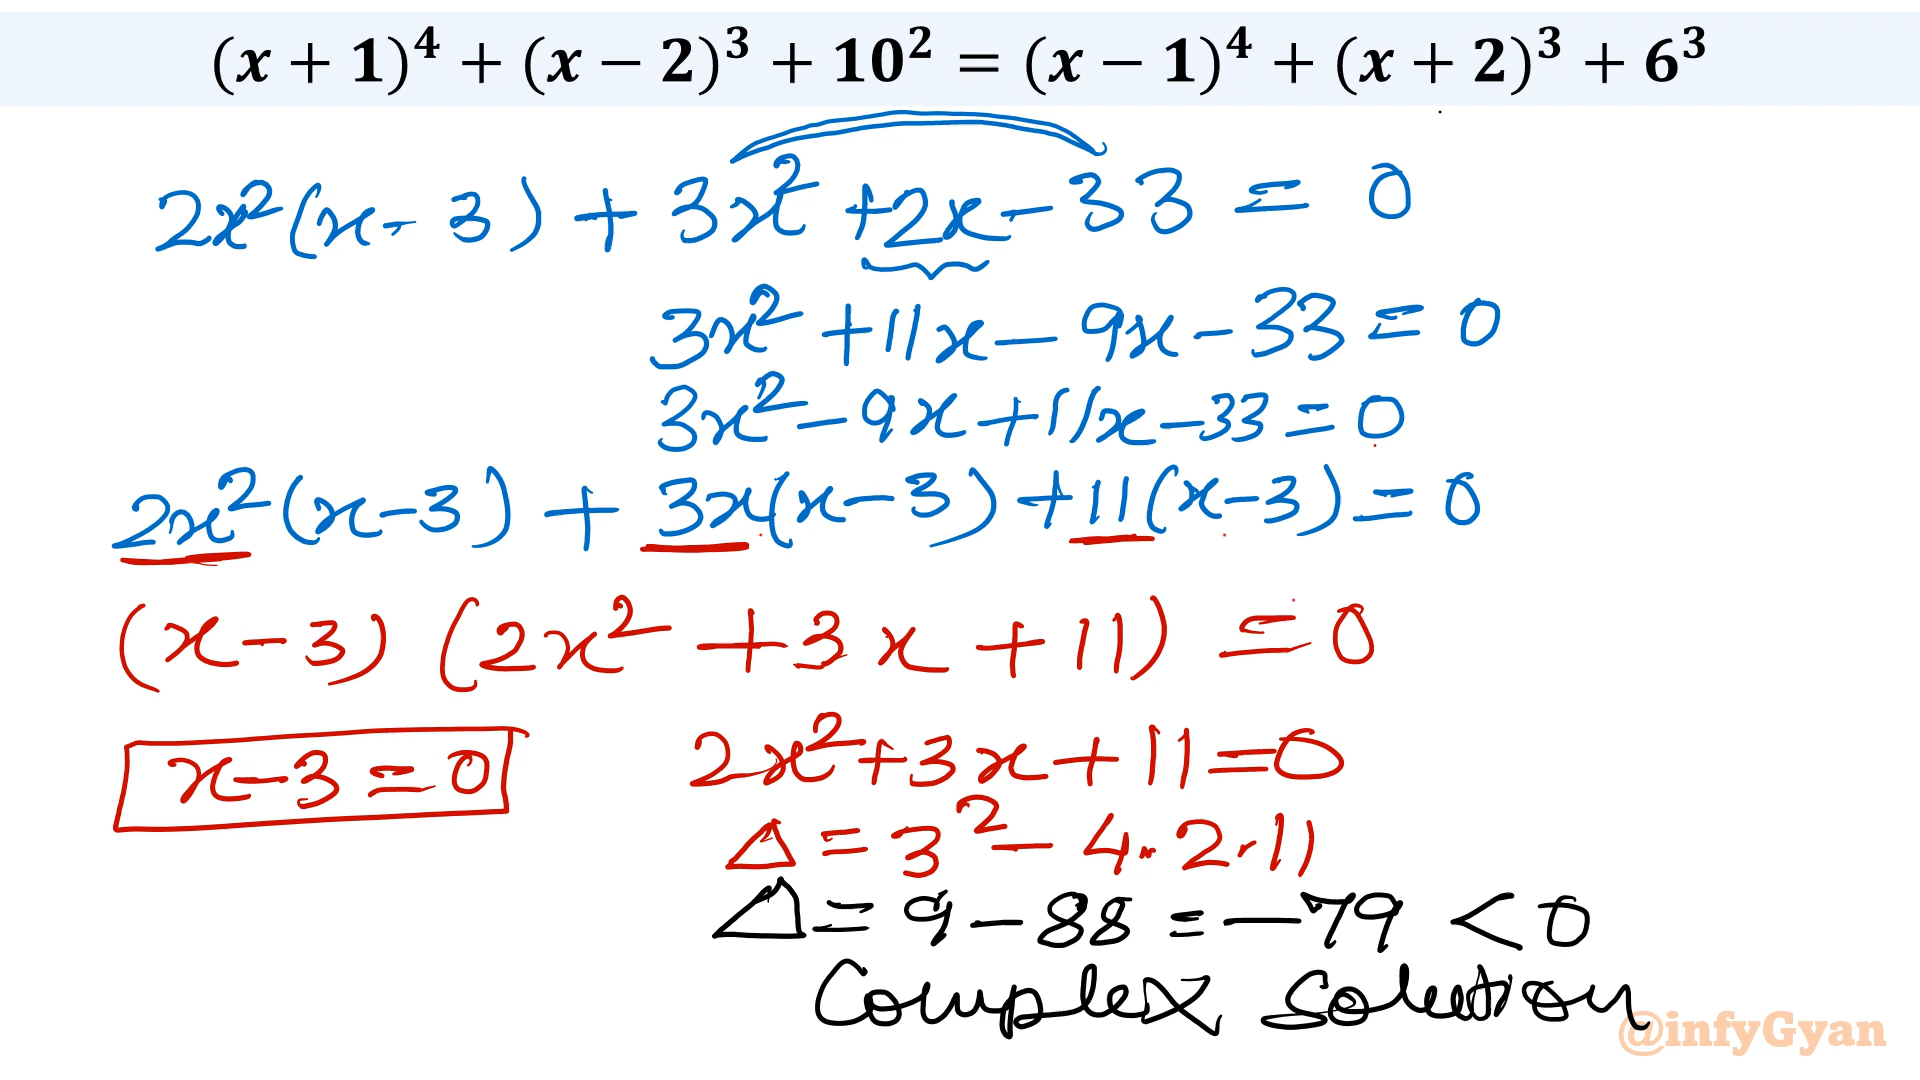 (x + 1)⁴ + (x − 2)³ + 10² = (x − 1)⁴ + (x + 2)³ + 6³
2x²(x - 3) + 3x² + 2x - 33 = 0
3x² + 11x - 9x - 33 = 0
3x² - 9x + 11x - 33 = 0
2x²(x-3) + 3x(x-3) + 11(x-3) = 0
(x-3) (2x² + 3x + 11) = 0
x-3 = 0
2x² + 3x + 11 = 0
Δ = 3² - 4·2·11
Δ = 9 - 88 = -79 < 0
Complex Solution
@infyGyan